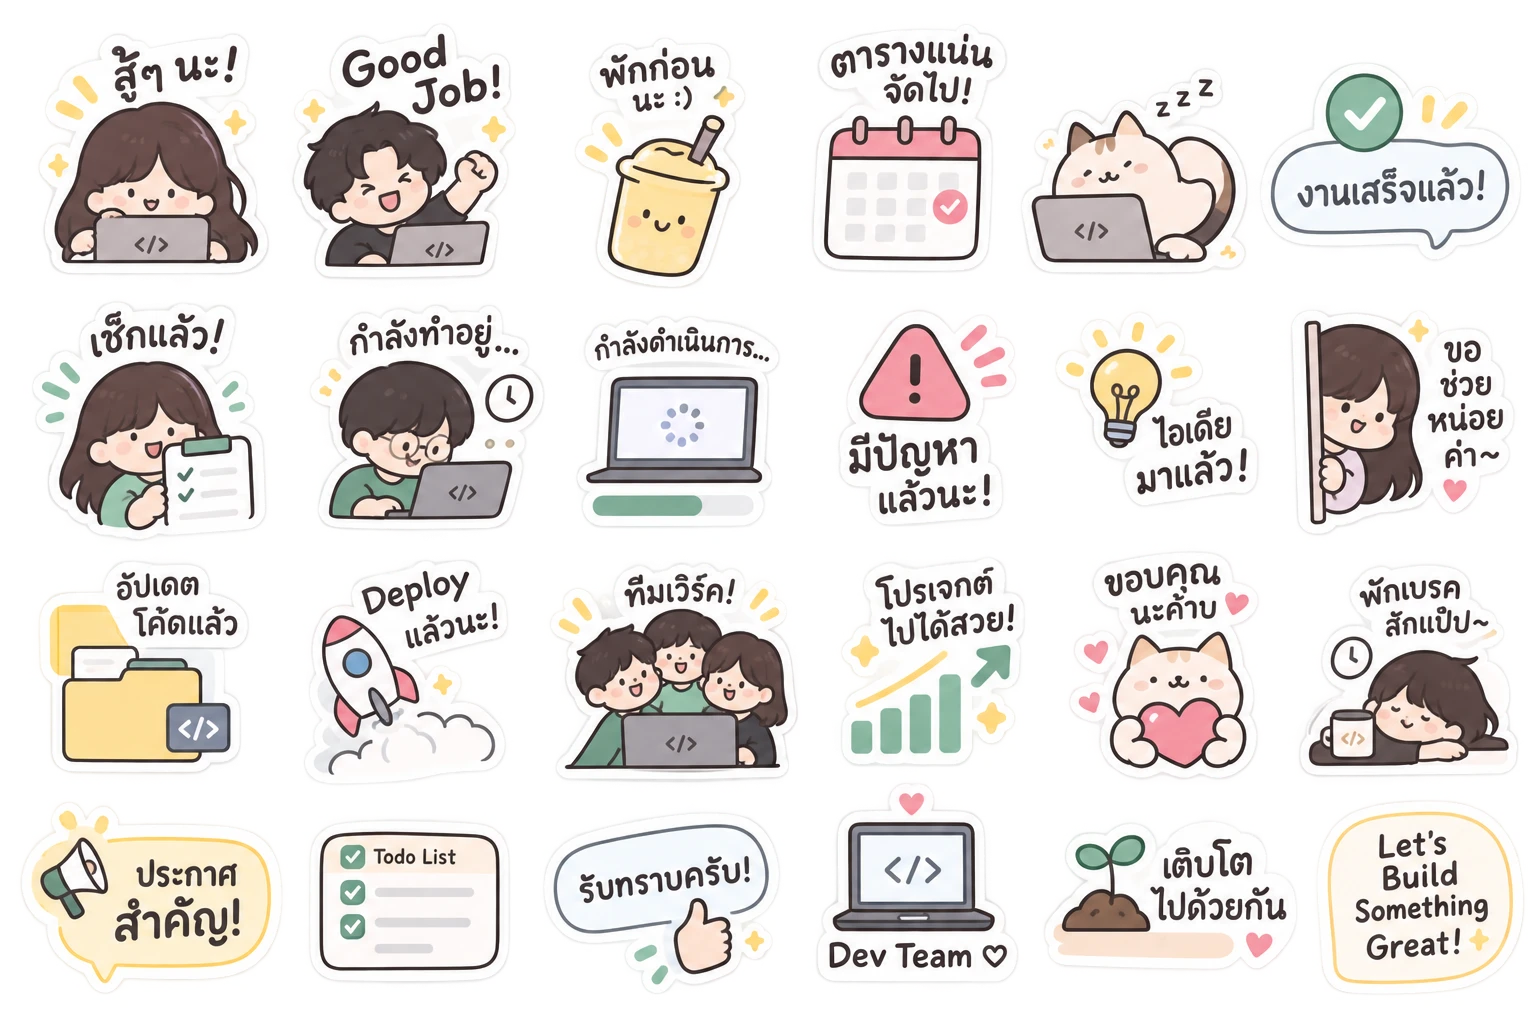 สู้ๆ นะ!
Good
Job!
พักก่อน
นะ :)
ตารางแน่น
จัดไป!
z z z
งานเสร็จแล้ว!
</>
</>
</>
เช็กแล้ว!
กำลังทำอยู่...
กำลังดำเนินการ...
มีปัญหา
แล้วนะ!
ไอเดีย
มาแล้ว!
ขอ
ช่วย
หน่อย
ค่า~
</>
อัปเดต
โค้ดแล้ว
</>
Deploy
แล้วนะ!
ทีมเวิร์ค!
</>
โปรเจกต์
ไปได้สวย!
ขอบคุณ
นะค้าบ
พักเบรค
สักแป๊ป~
</>
ประกาศ
สำคัญ!
Todo List
รับทราบครับ!
</>
Dev Team
เติบโต
ไปด้วยกัน
Let's
Build
Something
Great!